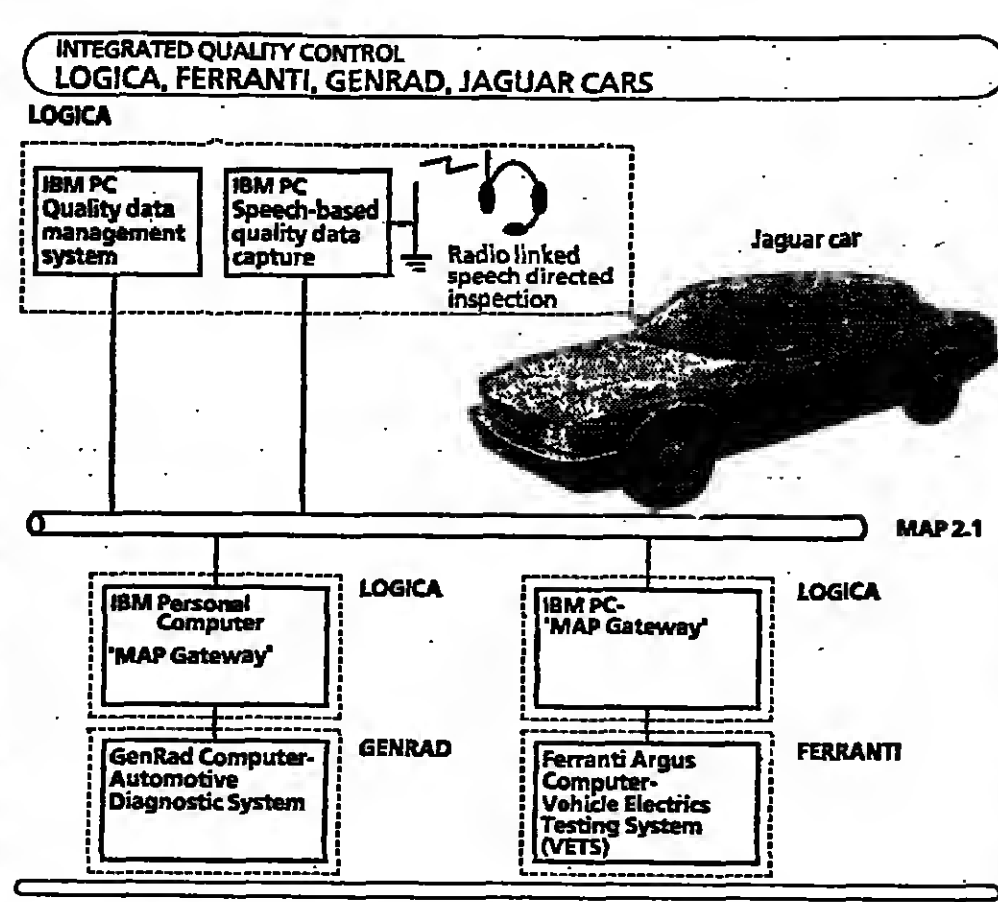 INTEGRATED QUALITY CONTROL
LOGICA, FERRANTI, GENRAD, JAGUAR CARS
LOGICA
IBM PC
Quality data
management
system
IBM PC
Speech-based
quality data
capture
Radio linked
speech directed
inspection
Jaguar car
MAP 2.1
IBM Personal
Computer
"MAP Gateway"
LOGICA
IBM PC-
"MAP Gateway"
LOGICA
GenRad Computer-
Automotive
Diagnostic System
GENRAD
Ferranti Argus
Computer-
Vehicle Electrics
Testing System
(VETS)
FERRANTI